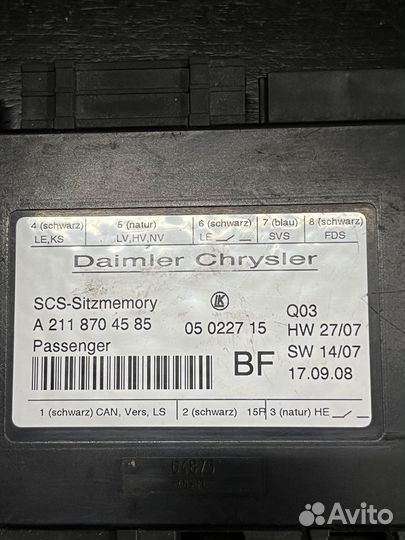 4 (schwarz) 5 (natur) 6 (schwarz) 7 (blau) 8 (schwarz)
LE,KS LV,HV,NV LE SVS FDS
Daimler Chrysler
SCS-Sitzmemory LK Q03
A 211 870 45 85 05 0227 15 HW 27/07
Passenger BF SW 14/07
17.09.08
1 (schwarz) CAN, Vers, LS 2 (schwarz) 15R 3 (natur) HE
Avito